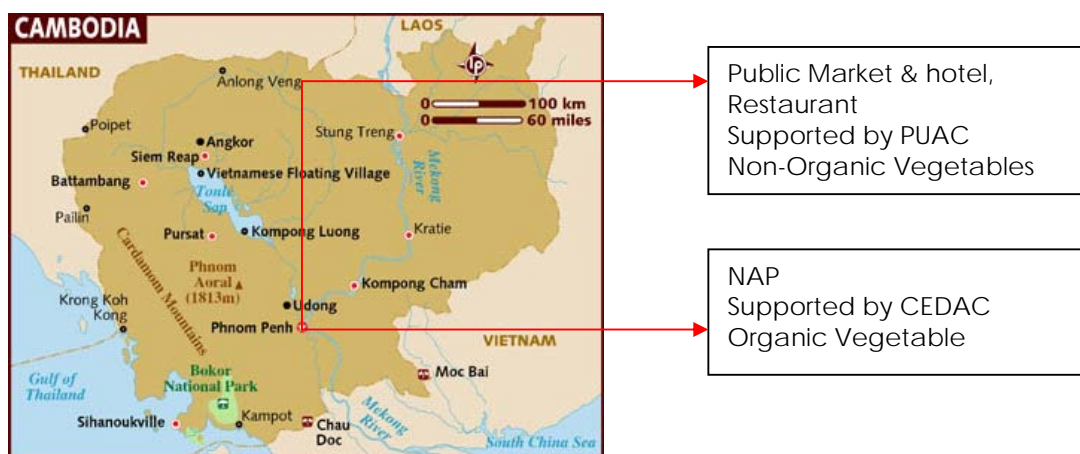 CAMBODIA
LAOS
THAILAND
Anlong Veng
0 100 km
0 60 miles
Poipet
Stung Treng
Angkor
Siem Reap
Vietnamese Floating Village
Battambang
Tonlé
Sap
Mekong
River
Pailin
Pursat
Kompong Luong
Kratie
Cardamom Mountains
Phnom
Aoral
(1813m)
Kompong Cham
Krong Koh
Kong
Udong
Phnom Penh
VIETNAM
Bokor
National Park
Moc Bai
Gulf of
Thailand
Sihanoukville
Kampot
Chau
Doc
Mekong
River
South China Sea
Public Market & hotel,
Restaurant
Supported by PUAC
Non-Organic Vegetables
NAP
Supported by CEDAC
Organic Vegetable